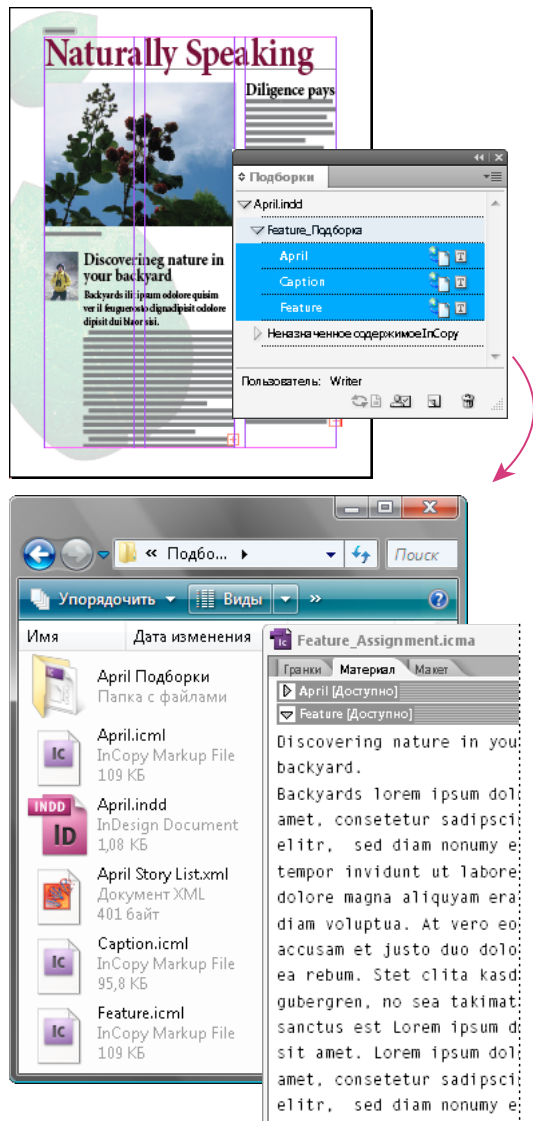 Naturally Speaking
Diligence pays
Discoverineg nature in
your backyard
Backyards ilit ipsum odolore quisim
ver il feuguerosto dignadipisit odolore
dipisit dui blaor sisi.
Подборки
April.indd
Feature_Подборка
April
Caption
Feature
Неназначенное содержимоеInCopy
Пользователь: Writer
« Подбо...
Поиск
Упорядочить
Виды
»
Имя
Дата изменения
April Подборки
Папка с файлами
April.icml
InCopy Markup File
109 КБ
April.indd
InDesign Document
1,08 КБ
April Story List.xml
Документ XML
401 байт
Caption.icml
InCopy Markup File
95,8 КБ
Feature.icml
InCopy Markup File
109 КБ
Feature_Assignment.icma
Гранки
Материал
Макет
April [Доступно]
Feature [Доступно]
Discovering nature in you
backyard.
Backyards lorem ipsum dol
amet, consetetur sadipsci
elitr, sed diam nonumy e
tempor invidunt ut labore
dolore magna aliquyam era
diam voluptua. At vero eo
accusam et justo duo dolo
ea rebum. Stet clita kasd
gubergren, no sea takimat
sanctus est Lorem ipsum d
sit amet. Lorem ipsum dol
amet, consetetur sadipsci
elitr, sed diam nonumy e